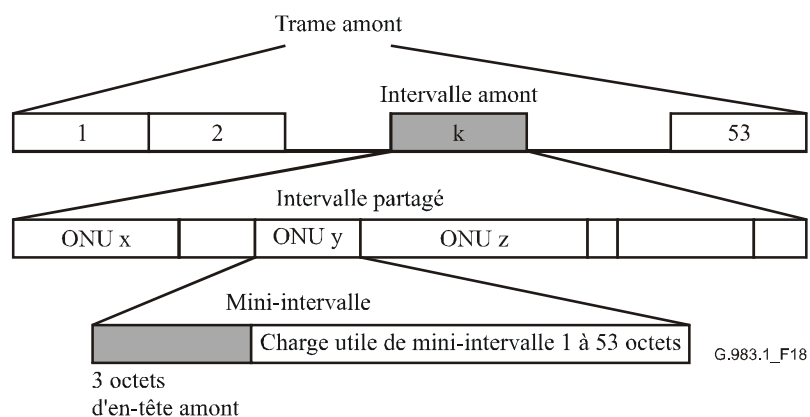 Trame amont
Intervalle amont
1 2 k 53
Intervalle partagé
ONU x ONU y ONU z
Mini-intervalle
Charge utile de mini-intervalle 1 à 53 octets
G.983.1_F18
3 octets
d'en-tête amont